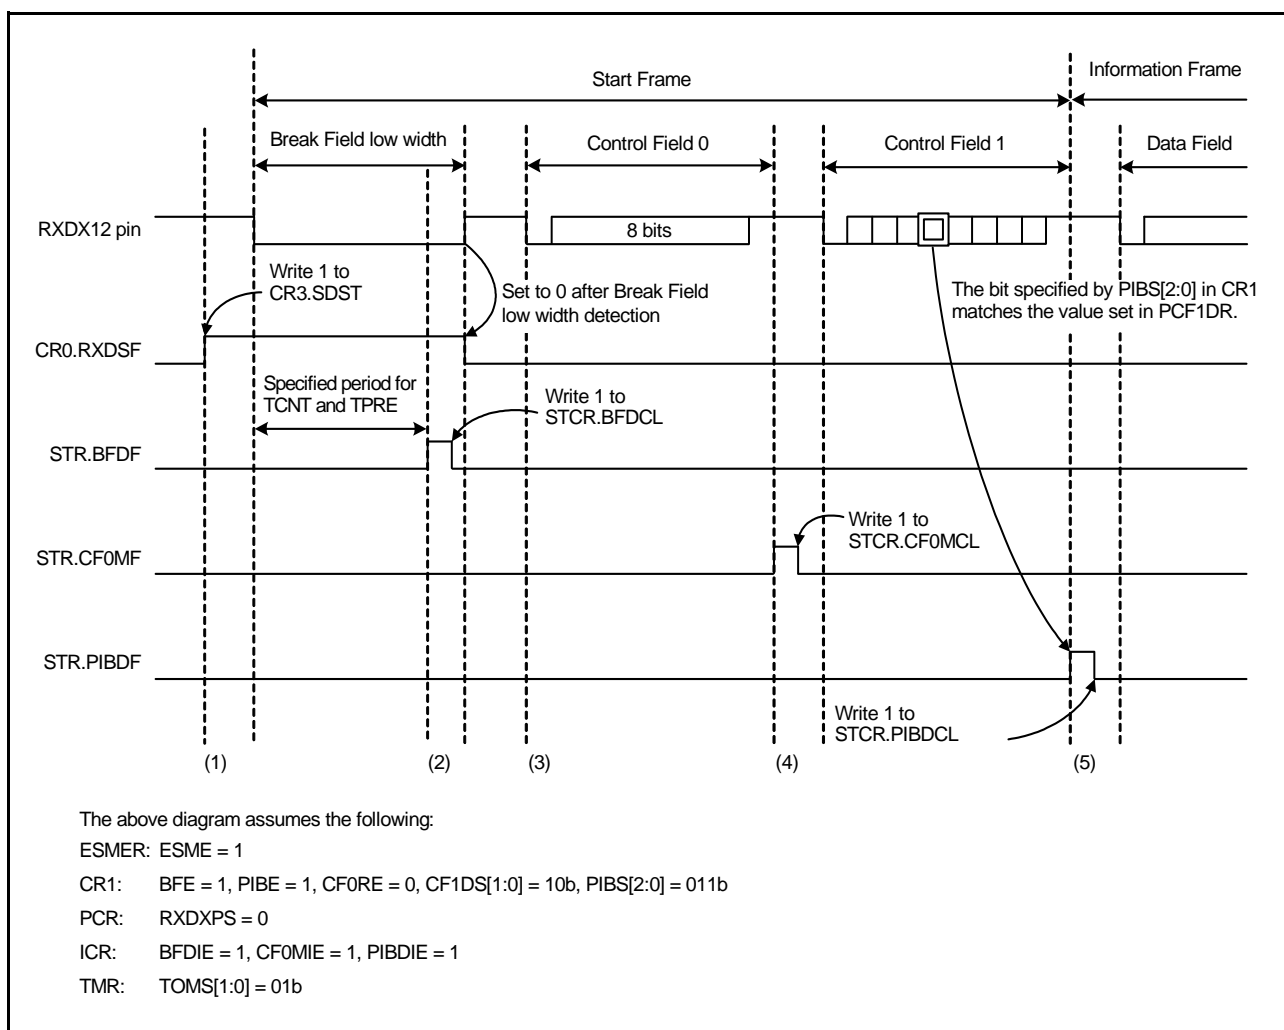 Start Frame
Information Frame
Break Field low width
Control Field 0
Control Field 1
Data Field
RXDX12 pin
8 bits
Write 1 to
CR3.SDST
Set to 0 after Break Field
low width detection
The bit specified by PIBS[2:0] in CR1
matches the value set in PCF1DR.
CR0.RXDSF
Specified period for
TCNT and TPRE
Write 1 to
STCR.BFDCL
STR.BFDF
Write 1 to
STCR.CF0MCL
STR.CF0MF
STR.PIBDF
Write 1 to
STCR.PIBDCL
(1)
(2)
(3)
(4)
(5)
The above diagram assumes the following:
ESMER: ESME = 1
CR1: BFE = 1, PIBE = 1, CF0RE = 0, CF1DS[1:0] = 10b, PIBS[2:0] = 011b
PCR: RXDXPS = 0
ICR: BFDIE = 1, CF0MIE = 1, PIBDIE = 1
TMR: TOMS[1:0] = 01b